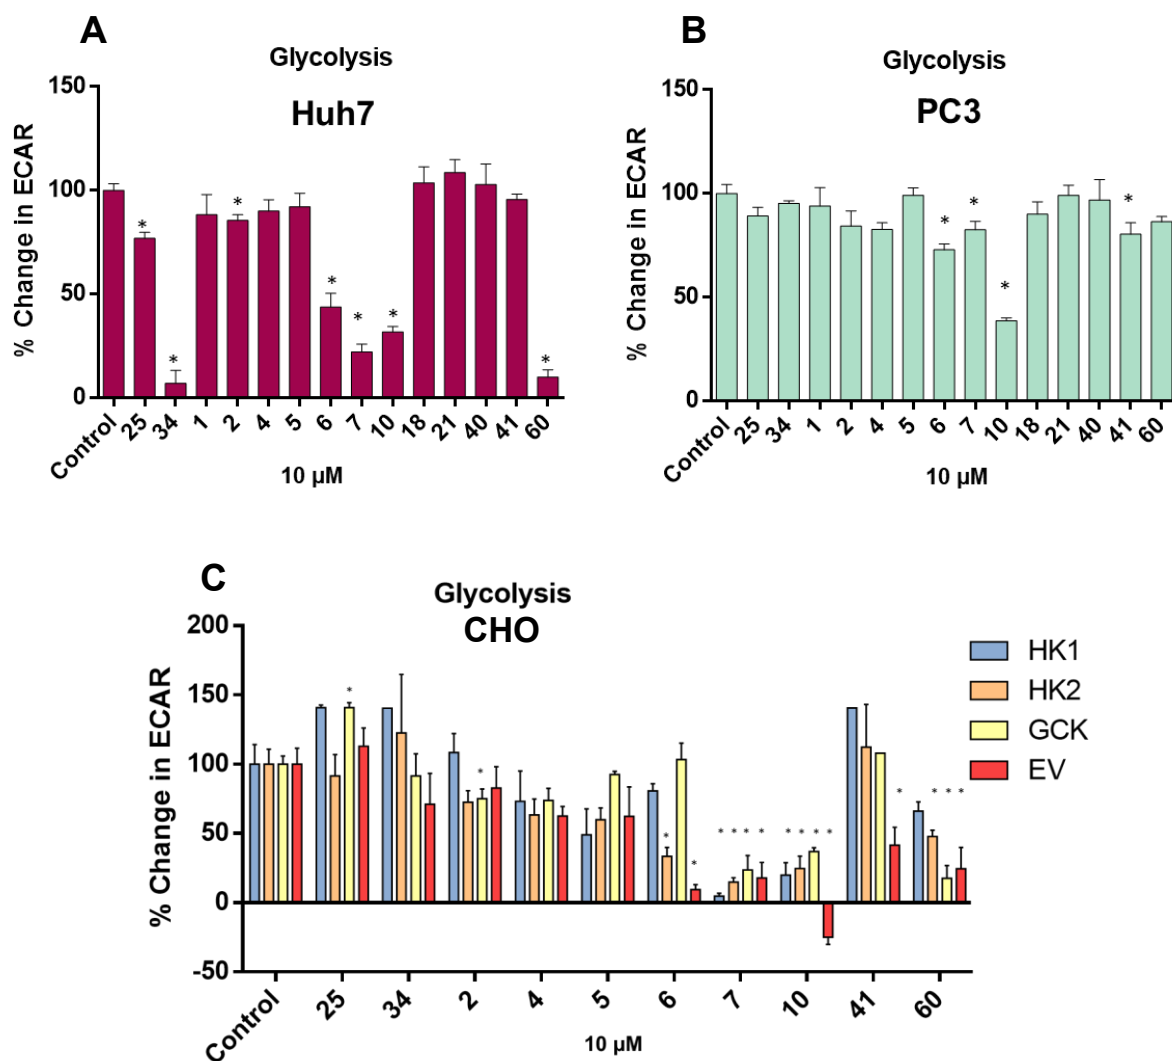 A
Glycolysis
Huh7
% Change in ECAR
150
100
50
0
* * * * * * *
Control 25 34 1 2 4 5 6 7 10 18 21 40 41 60
10 µM
B
Glycolysis
PC3
% Change in ECAR
150
100
50
0
* * * *
Control 25 34 1 2 4 5 6 7 10 18 21 40 41 60
10 µM
C
Glycolysis
CHO
% Change in ECAR
200
150
100
50
0
-50
* * * * * * * * * * * * * * * *
Control 25 34 2 4 5 6 7 10 41 60
10 µM
HK1
HK2
GCK
EV